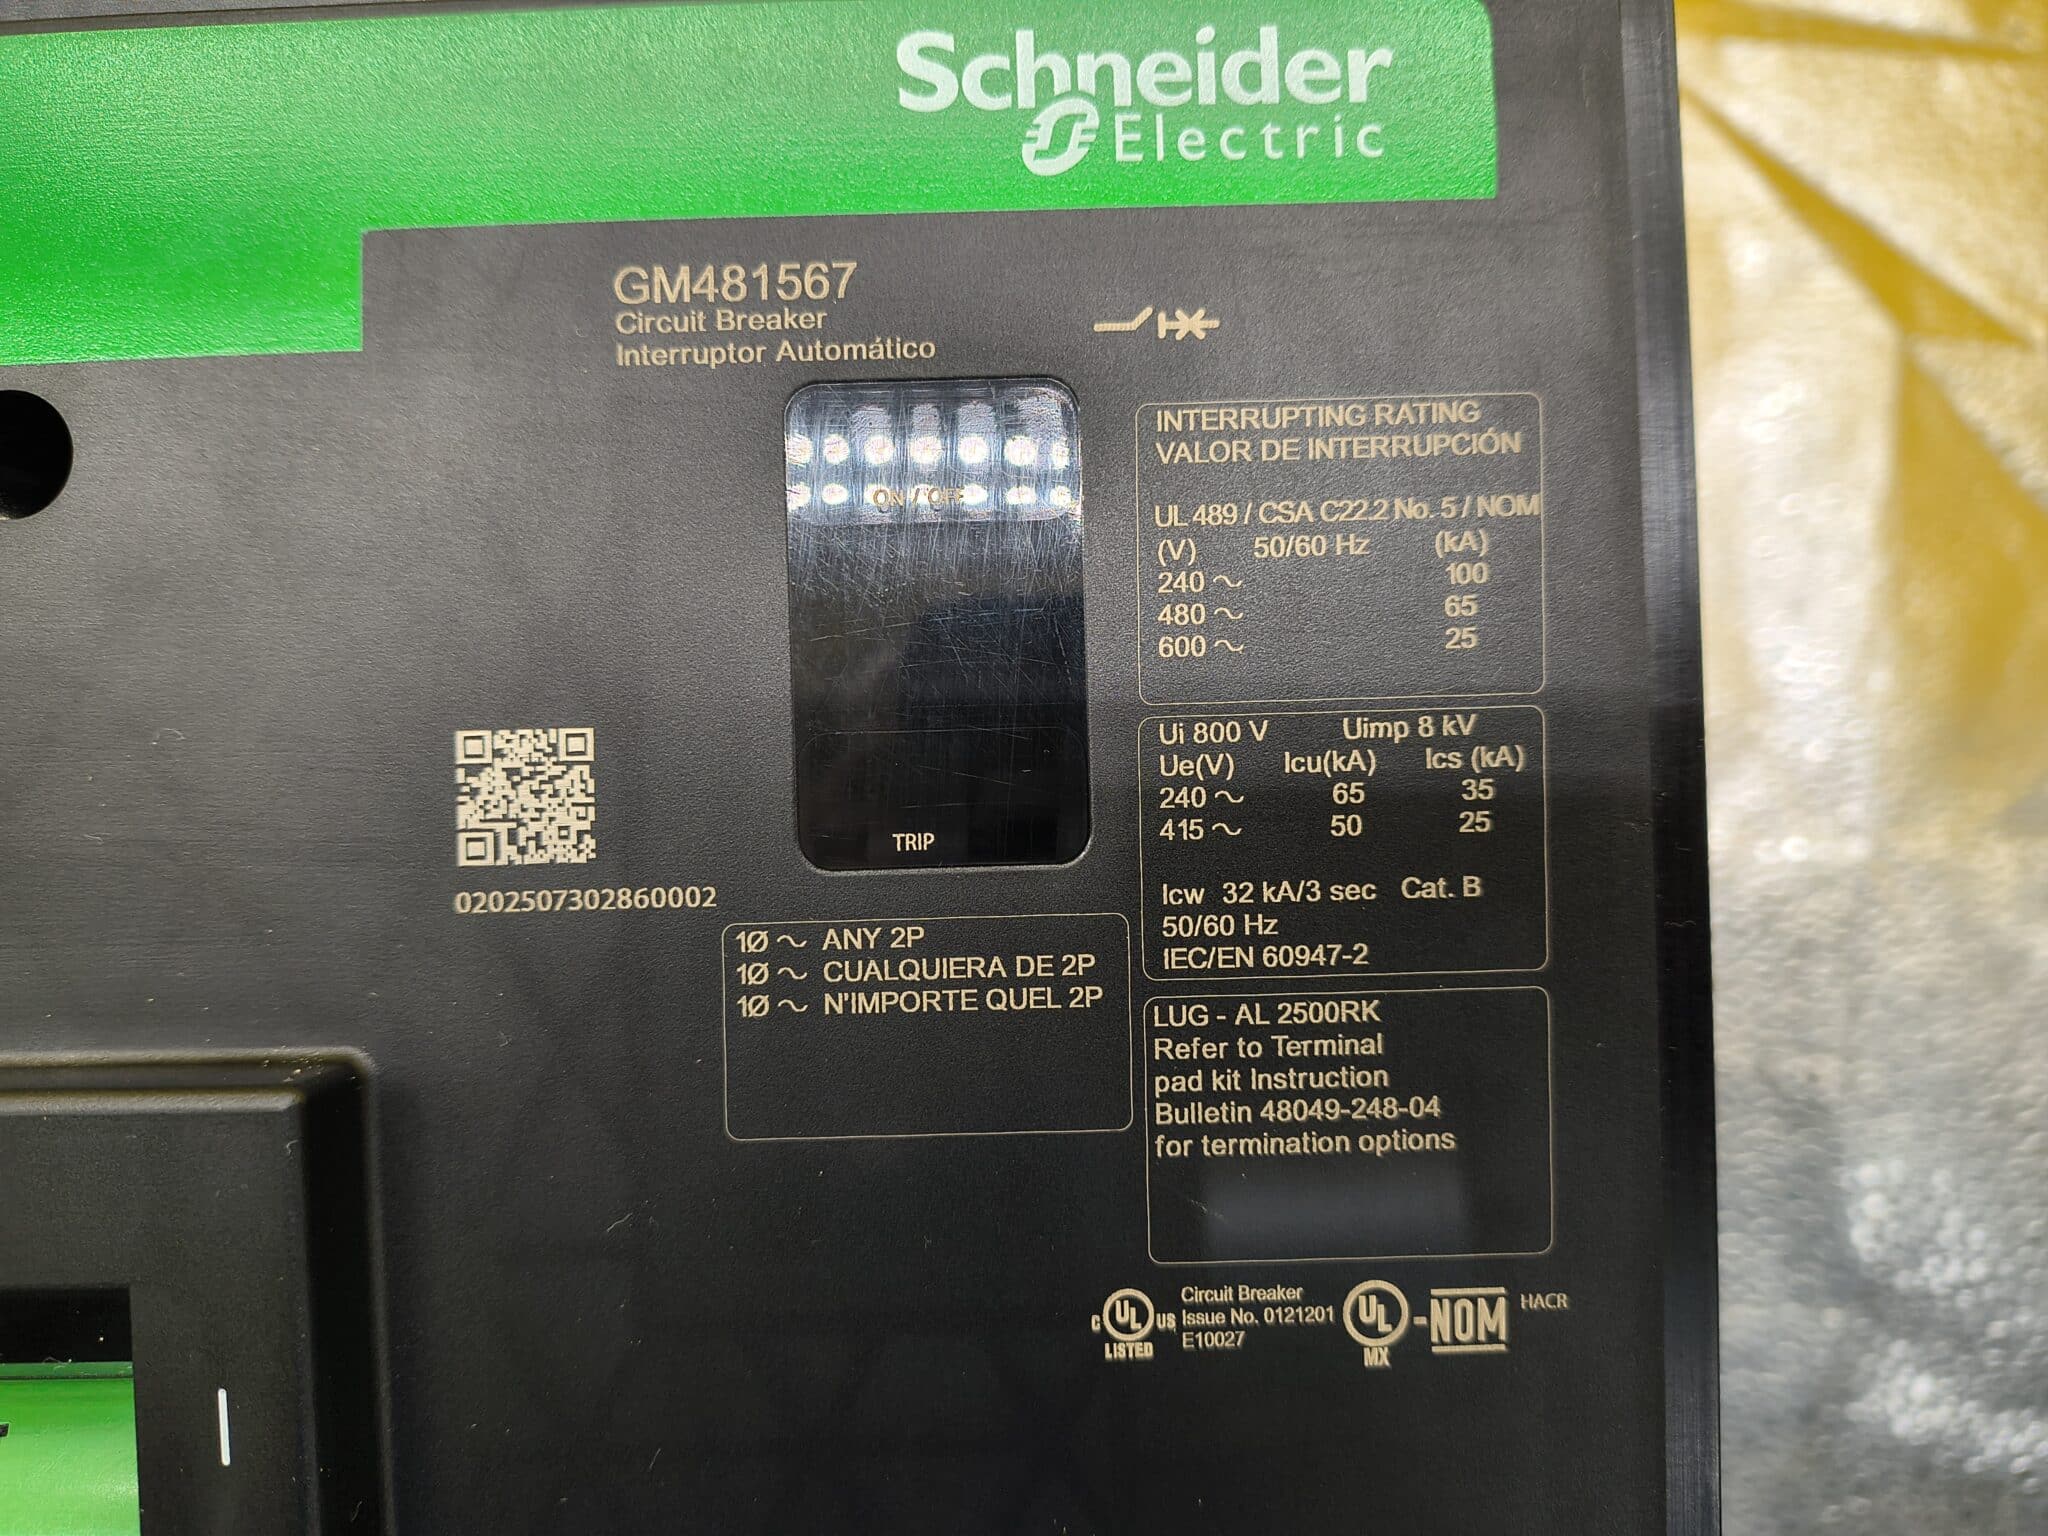 Schneider
Electric
GM481567
Circuit Breaker
Interruptor Automático
ON / OFF
TRIP
0202507302860002
1Ø ~ ANY 2P
1Ø ~ CUALQUIERA DE 2P
1Ø ~ N'IMPORTE QUEL 2P
INTERRUPTING RATING
VALOR DE INTERRUPCIÓN
UL 489 / CSA C22.2 No. 5 / NOM
(V) 50/60 Hz (kA)
240 ~ 100
480 ~ 65
600 ~ 25
Ui 800 V Uimp 8 kV
Ue(V) Icu(kA) Ics (kA)
240 ~ 65 35
415 ~ 50 25
Icw 32 kA/3 sec Cat. B
50/60 Hz
IEC/EN 60947-2
LUG - AL 2500RK
Refer to Terminal
pad kit Instruction
Bulletin 48049-248-04
for termination options
C UL US LISTED
Circuit Breaker
Issue No. 0121201
E10027
UL MX - NOM
HACR